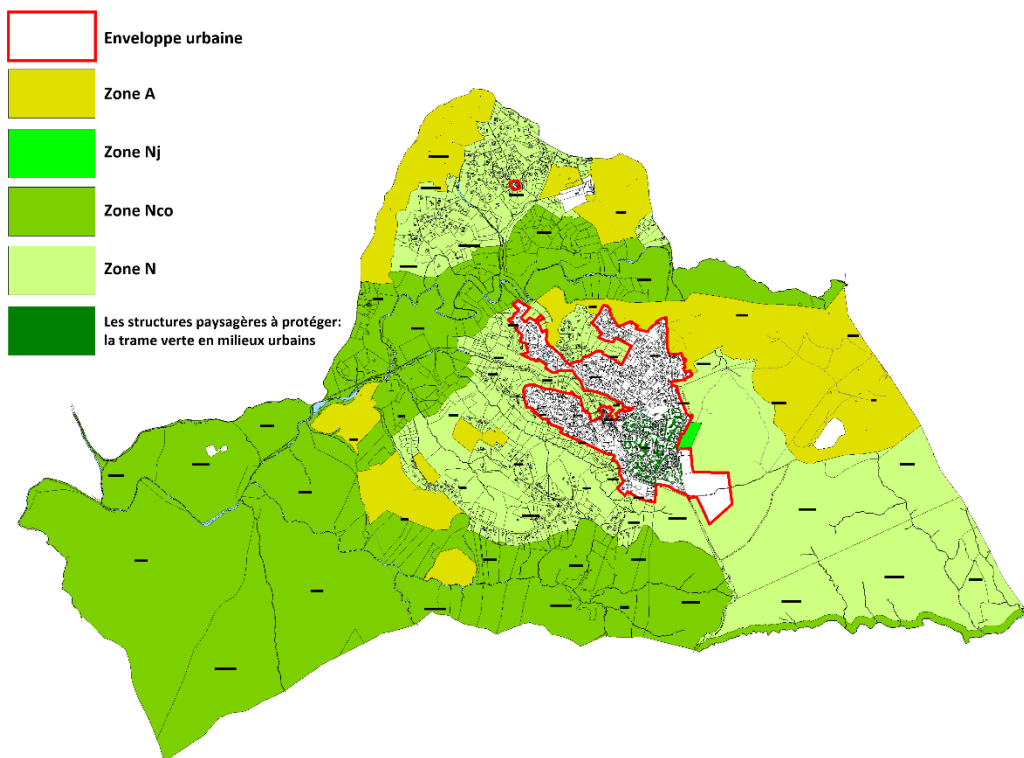 Enveloppe urbaine
Zone A
Zone Nj
Zone Nco
Zone N
Les structures paysagères à protéger:
la trame verte en milieux urbains